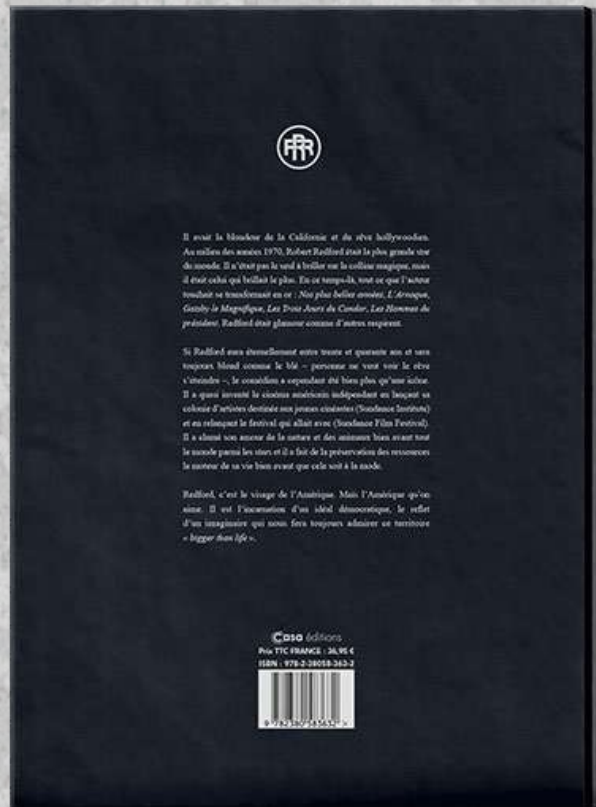 RR
Il avait la blondeur de la Californie et du rêve hollywoodien.
Au milieu des années 1970, Robert Redford était la plus grande star
du monde. Il n'était pas le seul à briller sur la colline magique, mais
il était celui qui brillait le plus. En ce temps-là, tout ce que l'acteur
touchait se transformait en or : Nos plus belles années, L'Arnaque,
Gatsby le Magnifique, Les Trois Jours du Condor, Les Hommes du
président. Redford était glamour comme d'autres respirent.
Si Redford aura éternellement entre trente et quarante ans et sera
toujours blond comme le blé – personne ne veut voir le rêve
s'éteindre –, le comédien a cependant été bien plus qu'une icône.
Il a quasi inventé le cinéma américain indépendant en lançant sa
colonie d'artistes destinée aux jeunes cinéastes (Sundance Institute)
et en relançant le festival qui allait avec (Sundance Film Festival).
Il a clamé son amour de la nature et des animaux bien avant tout
le monde parmi les stars et il a fait de la préservation des ressources
le moteur de sa vie bien avant que cela soit à la mode.
Redford, c'est le visage de l'Amérique. Mais l'Amérique qu'on
aime. Il est l'incarnation d'un idéal démocratique, le reflet
d'un imaginaire qui nous fera toujours admirer ce territoire
« bigger than life ».
Casa éditions
Prix TTC FRANCE : 36,95 €
ISBN : 978-2-38058-363-2
9 782380 583632 >